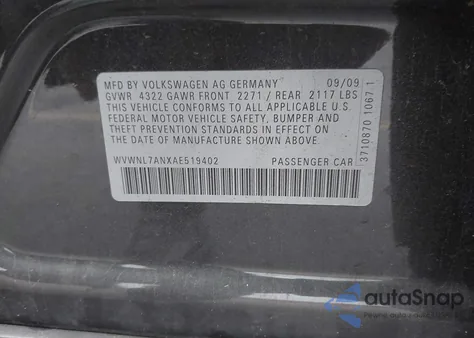 MFD BY VOLKSWAGEN AG GERMANY 09/09
GVWR 4322 GAWR FRONT 2271 / REAR 2117 LBS
THIS VEHICLE CONFORMS TO ALL APPLICABLE U.S.
FEDERAL MOTOR VEHICLE SAFETY, BUMPER AND
THEFT PREVENTION STANDARDS IN EFFECT ON
THE DATE OF MANUFACTURE SHOWN ABOVE.
WVWNL7ANXAE519402 PASSENGER CAR
3710870 1067 1
autoSnap